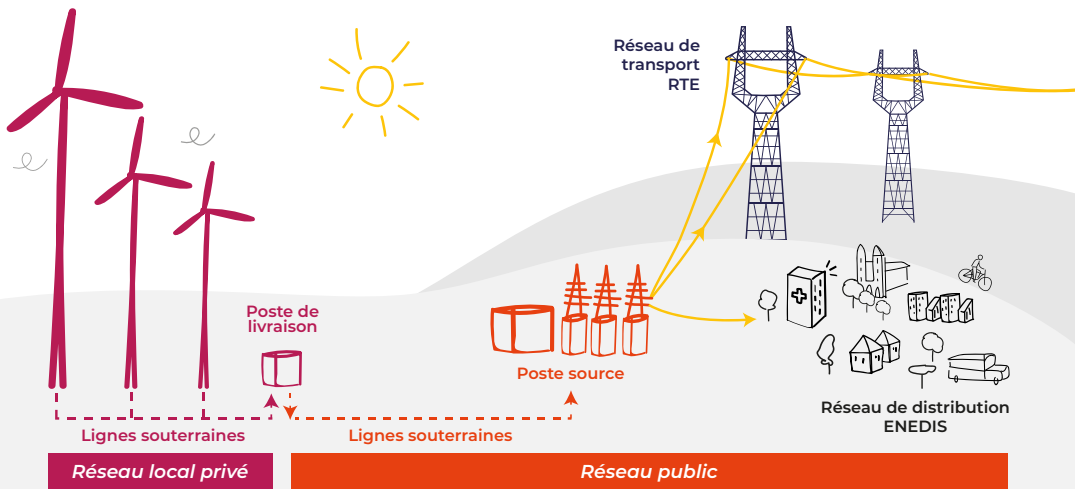 Réseau de
transport
RTE
Poste de
livraison
Poste source
Réseau de distribution
ENEDIS
Lignes souterraines
Lignes souterraines
Réseau local privé
Réseau public